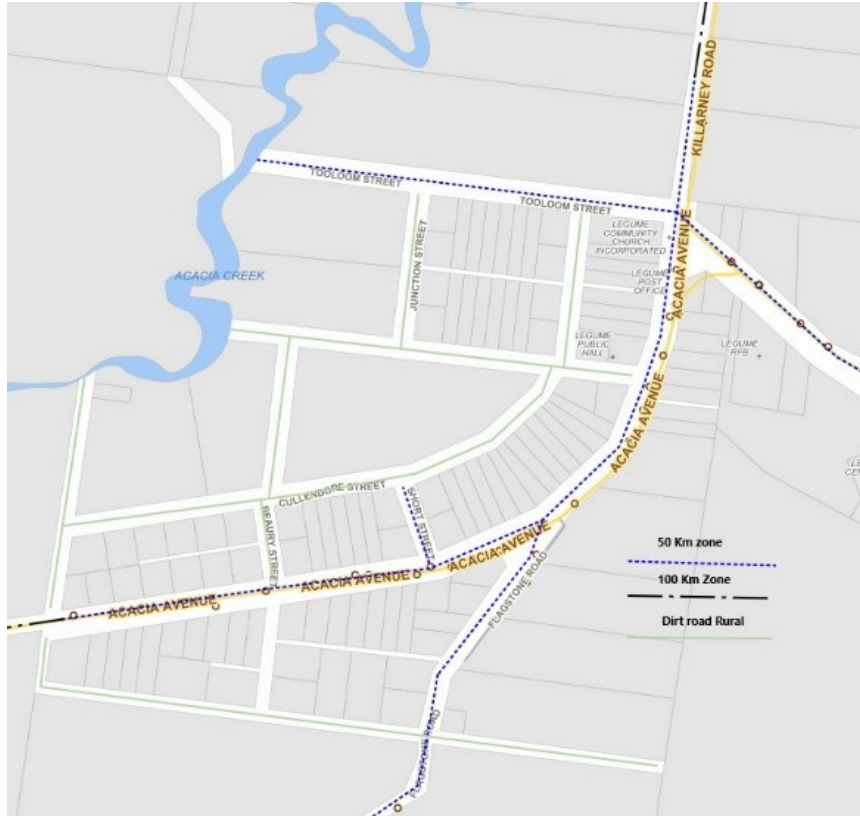 KILLARNEY ROAD
TOOLOOM STREET
TOOLOOM STREET
LEGUME
COMMUNITY
CHURCH
INCORPORATED
ACACIA AVENUE
LEGUME
POST
OFFICE
ACACIA CREEK
JUNCTION STREET
LEGUME
PUBLIC
HALL
LEGUME
RFB
ACACIA AVENUE
CULLENDORE STREET
SHORT STREET
BEAURY STREET
ACACIA AVENUE
ACACIA AVENUE
ACACIA AVENUE
FLAGSTONE ROAD
50 Km zone
100 Km Zone
Dirt road Rural
FLAGSTONE ROAD